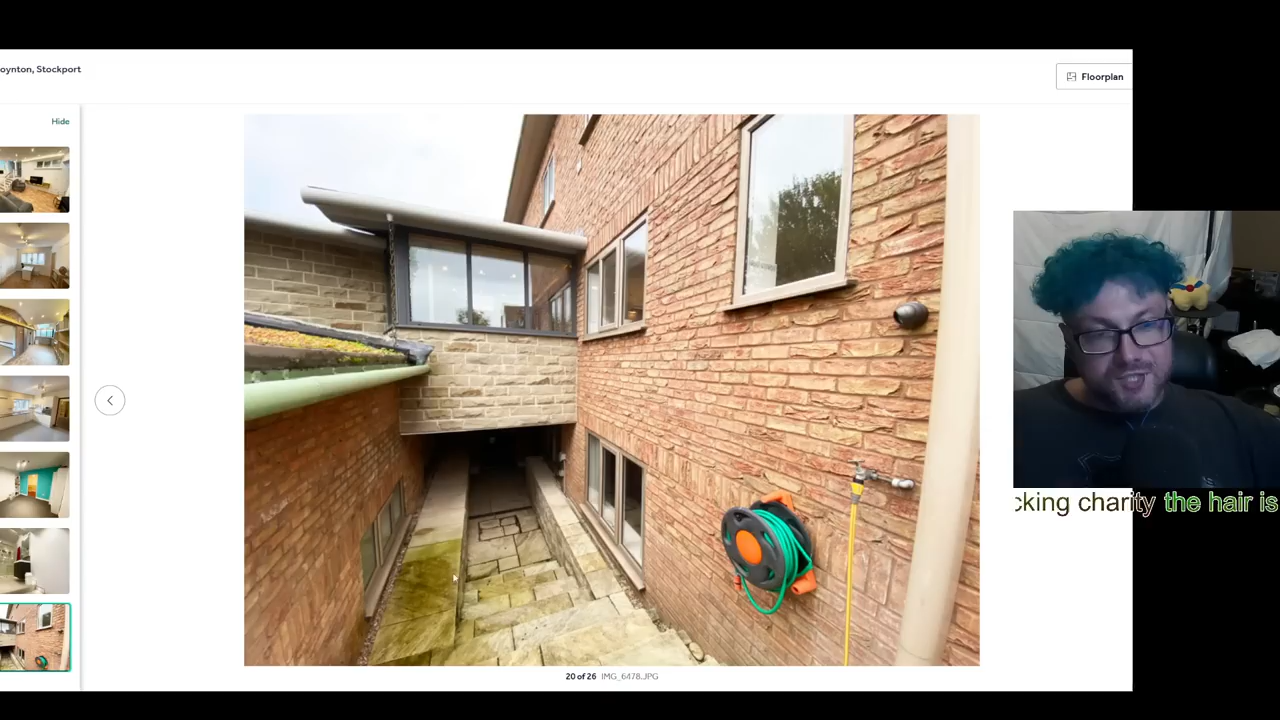 oynton, Stockport
Floorplan
Hide
20 of 26 IMG_6478.JPG
cking charity the hair is